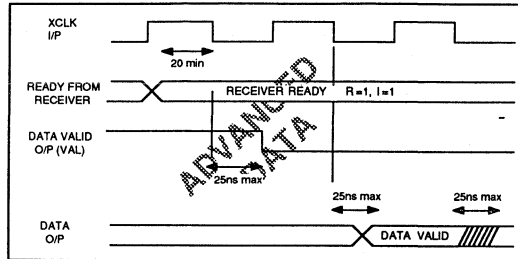 XCLK
I/P
20 min
READY FROM
RECEIVER
RECEIVER READY R=1, I=1
DATA VALID
O/P (VAL)
ADVANCED
DATA
25ns max
25ns max
25ns max
DATA
O/P
DATA VALID